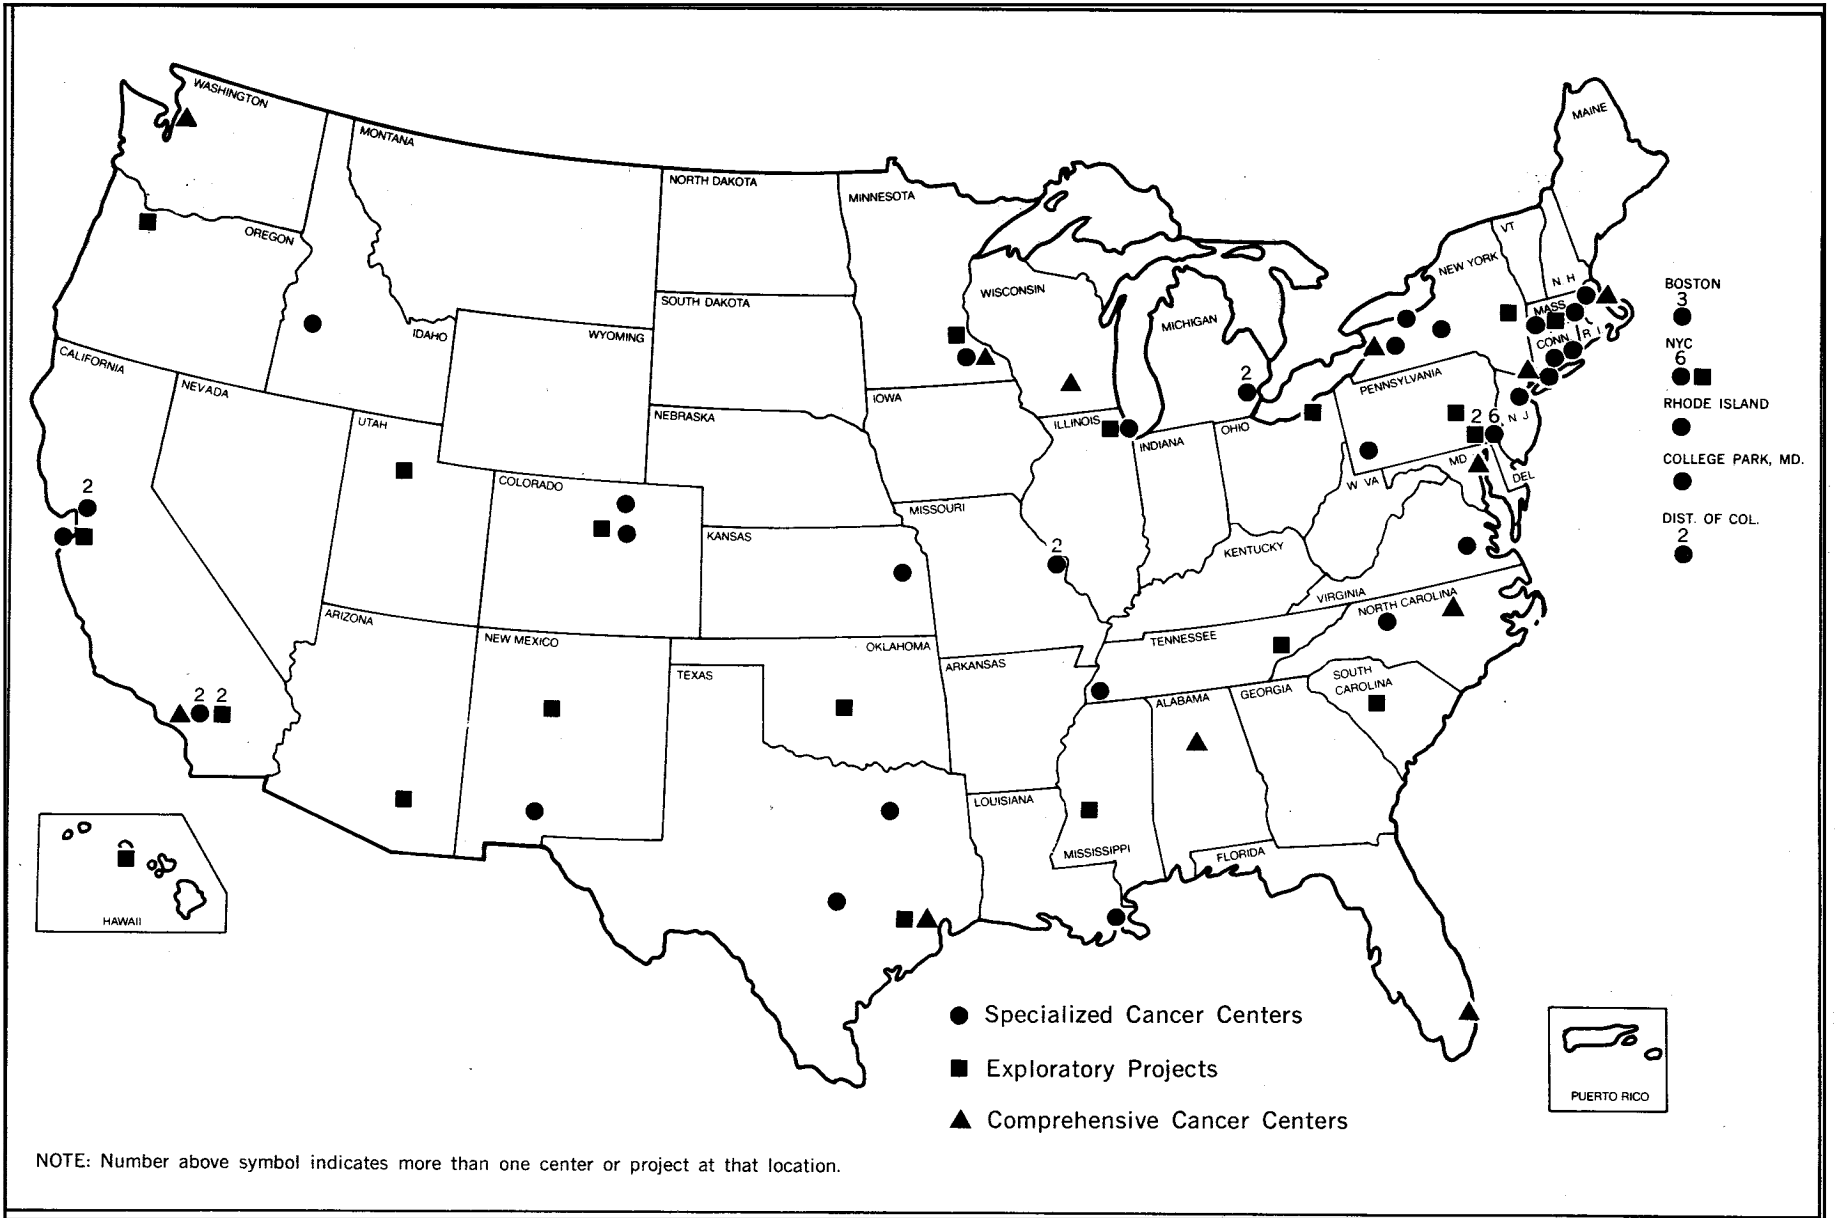 WASHINGTON
MONTANA
NORTH DAKOTA
MINNESOTA
MAINE
OREGON
VT
NEW YORK
N H
SOUTH DAKOTA
WISCONSIN
MICHIGAN
BOSTON
3
MASS
R I
CONN
IDAHO
WYOMING
NYC
6
CALIFORNIA
NEVADA
2
PENNSYLVANIA
RHODE ISLAND
IOWA
NEBRASKA
UTAH
ILLINOIS
INDIANA
OHIO
2 6
N J
COLLEGE PARK, MD.
MD
DEL
W VA
COLORADO
2
MISSOURI
DIST. OF COL.
2
KANSAS
2
KENTUCKY
VIRGINIA
NORTH CAROLINA
ARIZONA
NEW MEXICO
OKLAHOMA
TENNESSEE
ARKANSAS
TEXAS
SOUTH
CAROLINA
2 2
ALABAMA
GEORGIA
LOUISIANA
MISSISSIPPI
FLORIDA
HAWAII
Specialized Cancer Centers
Exploratory Projects
Comprehensive Cancer Centers
PUERTO RICO
NOTE: Number above symbol indicates more than one center or project at that location.